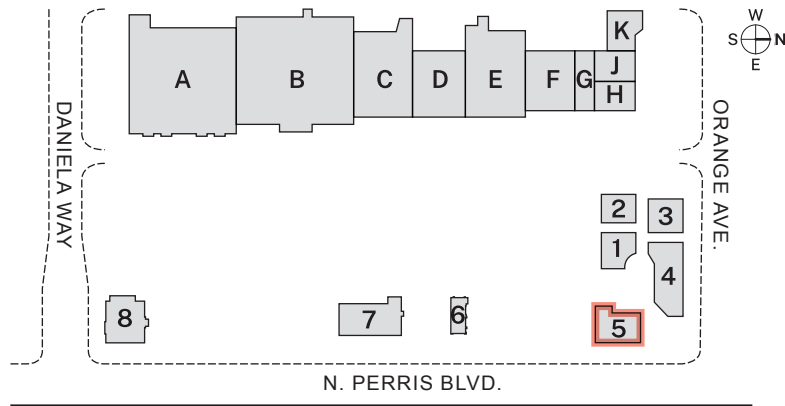 K
W
S
N
E
A
B
C
D
E
F
G
J
H
DANIELA WAY
ORANGE AVE.
2
3
1
4
8
7
6
5
N. PERRIS BLVD.